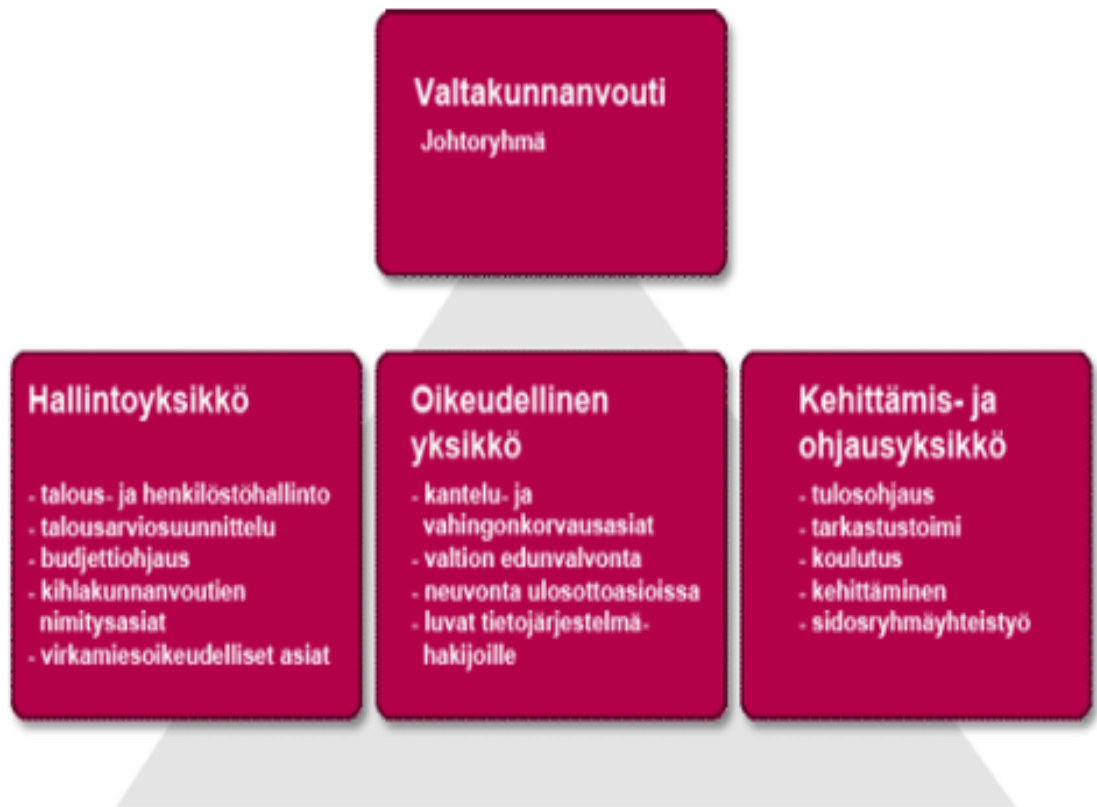 Valtakunnanvouti
Johtoryhmä
Hallintoyksikkö
- talous- ja henkilöstöhallinto
- talousarviosuunnittelu
- budjettiohjaus
- kihlakunnanvoutien
nimitysasiat
- virkamiesoikeudelliset asiat
Oikeudellinen
yksikkö
- kantelu- ja
vahingonkorvausasiat
- valtion edunvalvonta
- neuvonta ulosottoasioissa
- luvat tietojärjestelmä-
hakijoille
Kehittämis- ja
ohjausyksikkö
- tulosohjaus
- tarkastustoimi
- koulutus
- kehittäminen
- sidosryhmäyhteistyö